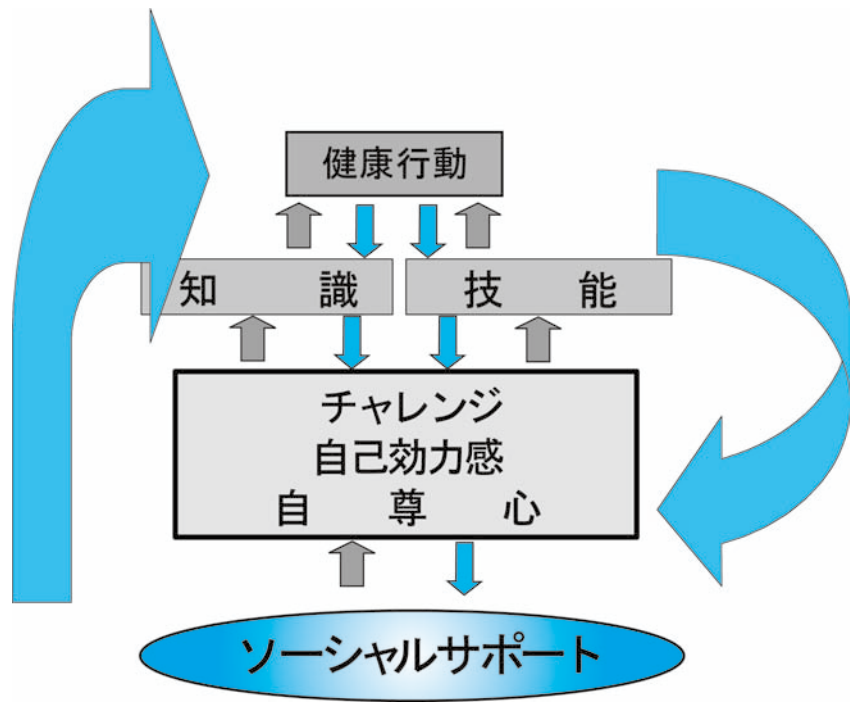 健康行動
知識
技能
チャレンジ
自己効力感
自尊心
ソーシャルサポート